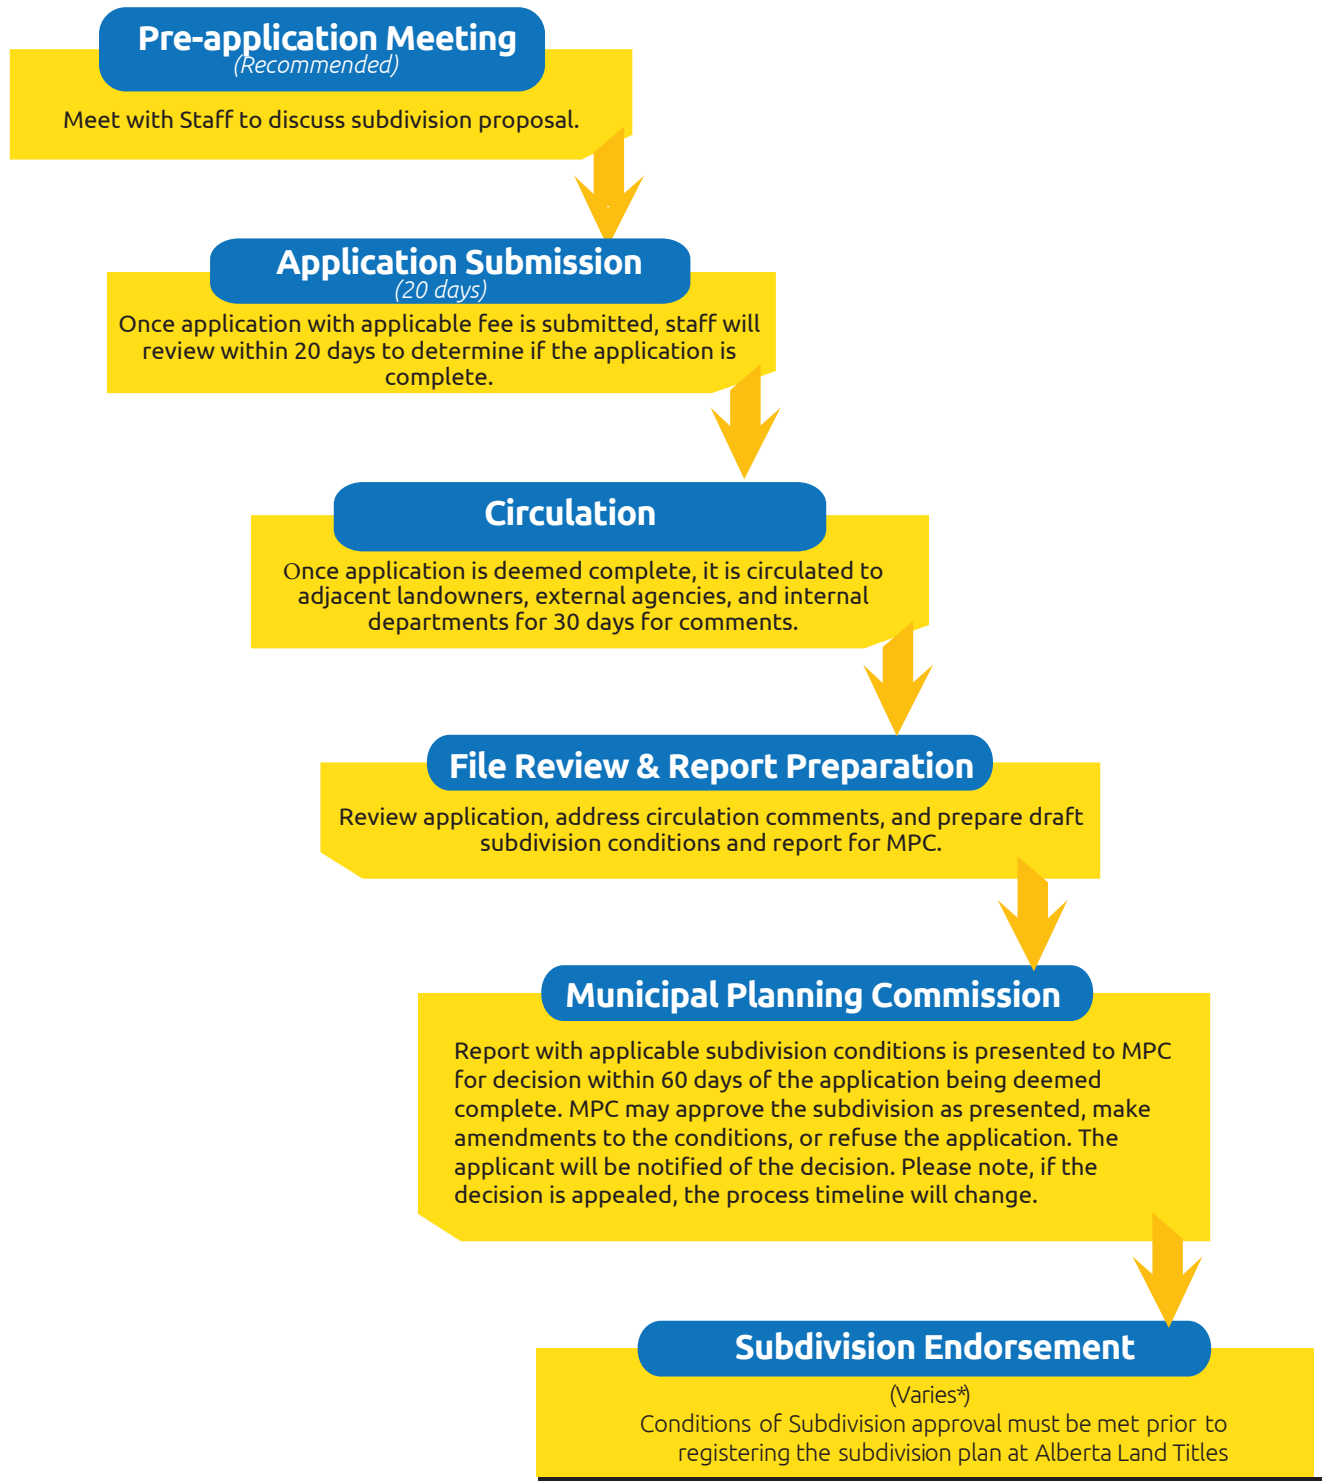 Pre-application Meeting
(Recommended)
Meet with Staff to discuss subdivision proposal.
Application Submission
(20 days)
Once application with applicable fee is submitted, staff will
review within 20 days to determine if the application is
complete.
Circulation
Once application is deemed complete, it is circulated to
adjacent landowners, external agencies, and internal
departments for 30 days for comments.
File Review & Report Preparation
Review application, address circulation comments, and prepare draft
subdivision conditions and report for MPC.
Municipal Planning Commission
Report with applicable subdivision conditions is presented to MPC
for decision within 60 days of the application being deemed
complete. MPC may approve the subdivision as presented, make
amendments to the conditions, or refuse the application. The
applicant will be notified of the decision. Please note, if the
decision is appealed, the process timeline will change.
Subdivision Endorsement
(Varies*)
Conditions of Subdivision approval must be met prior to
registering the subdivision plan at Alberta Land Titles